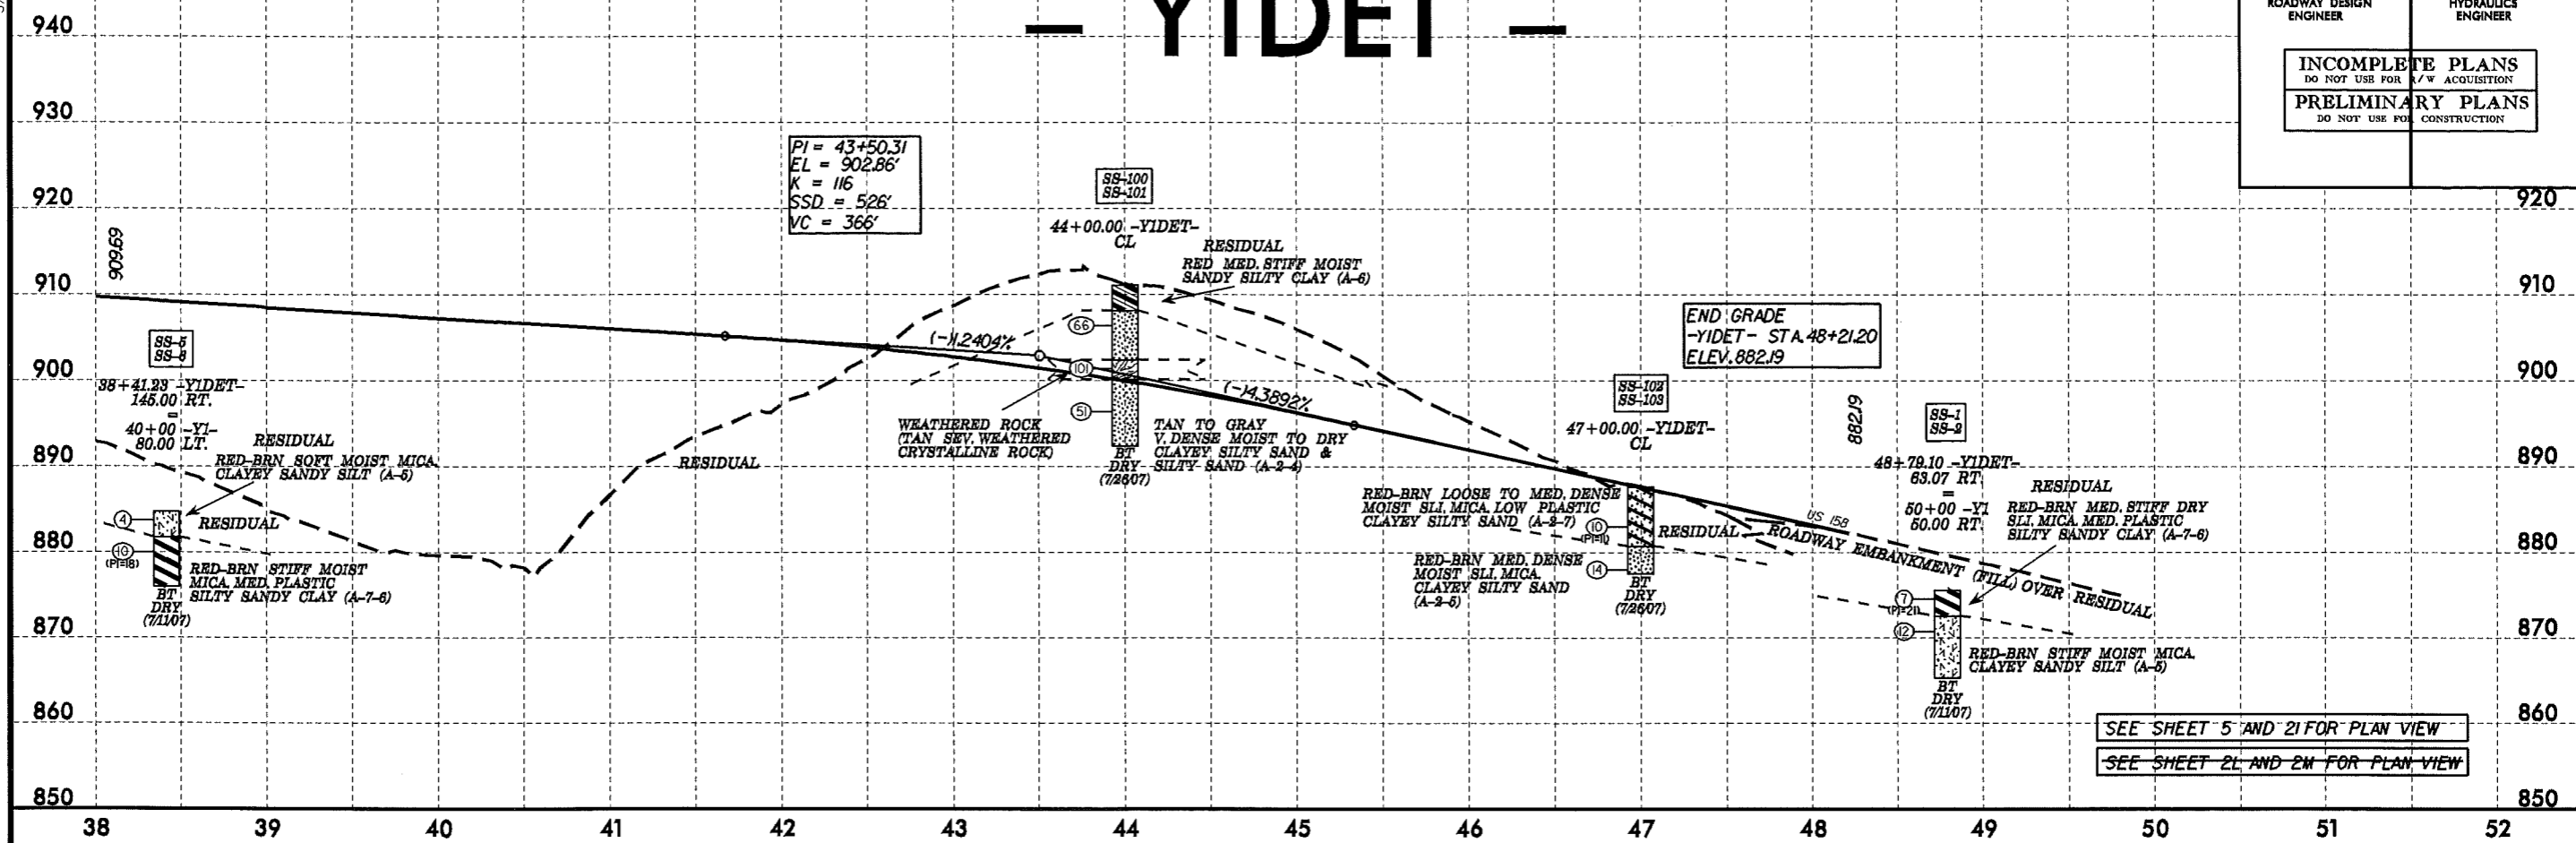 - Y1DET -
ROADWAY DESIGN
ENGINEER
HYDRAULICS
ENGINEER
INCOMPLETE PLANS
DO NOT USE FOR R/W ACQUISITION
PRELIMINARY PLANS
DO NOT USE FOR CONSTRUCTION
940
930
920
910
900
890
880
870
860
850
920
910
900
890
880
870
860
850
PI = 43+50.31
EL = 902.86'
K = 116
SSD = 526'
VC = 366'
909.69
SS-5
SS-6
38+41.23 -Y1DET-
145.00 RT.
=
40+00 -Y1-
80.00 LT.
RESIDUAL
RED-BRN SOFT MOIST MICA.
CLAYEY SANDY SILT (A-5)
4
RESIDUAL
10
(PI=18)
RED-BRN STIFF MOIST
MICA. MED. PLASTIC
SILTY SANDY CLAY (A-7-6)
BT
DRY
(7/11/07)
RESIDUAL
(-)1.2404%
SS-100
SS-101
44+00.00 -Y1DET-
CL
RESIDUAL
RED MED. STIFF MOIST
SANDY SILTY CLAY (A-6)
66
101
51
WEATHERED ROCK
(TAN SEV. WEATHERED
CRYSTALLINE ROCK)
TAN TO GRAY
V. DENSE MOIST TO DRY
CLAYEY SILTY SAND &
SILTY SAND (A-2-4)
BT
DRY
(7/26/07)
(-)4.3892%
END GRADE
-Y1DET- STA. 48+21.20
ELEV. 882.19
SS-102
SS-103
47+00.00 -Y1DET-
CL
RED-BRN LOOSE TO MED. DENSE
MOIST SLI. MICA. LOW PLASTIC
CLAYEY SILTY SAND (A-2-7)
10
(PI=11)
RESIDUAL
RED-BRN MED. DENSE
MOIST SLI. MICA.
CLAYEY SILTY SAND
(A-2-5)
14
BT
DRY
(7/26/07)
882.19
US 158
ROADWAY EMBANKMENT (FILL) OVER RESIDUAL
SS-1
SS-2
48+79.10 -Y1DET-
63.07 RT
=
50+00 -Y1
50.00 RT.
RESIDUAL
RED-BRN MED. STIFF DRY
SLI. MICA. MED. PLASTIC
SILTY SANDY CLAY (A-7-6)
7
(PI=21)
12
RED-BRN STIFF MOIST MICA.
CLAYEY SANDY SILT (A-5)
BT
DRY
(7/11/07)
SEE SHEET 5 AND 21 FOR PLAN VIEW
SEE SHEET 2L AND 2M FOR PLAN VIEW
38 39 40 41 42 43 44 45 46 47 48 49 50 51 52